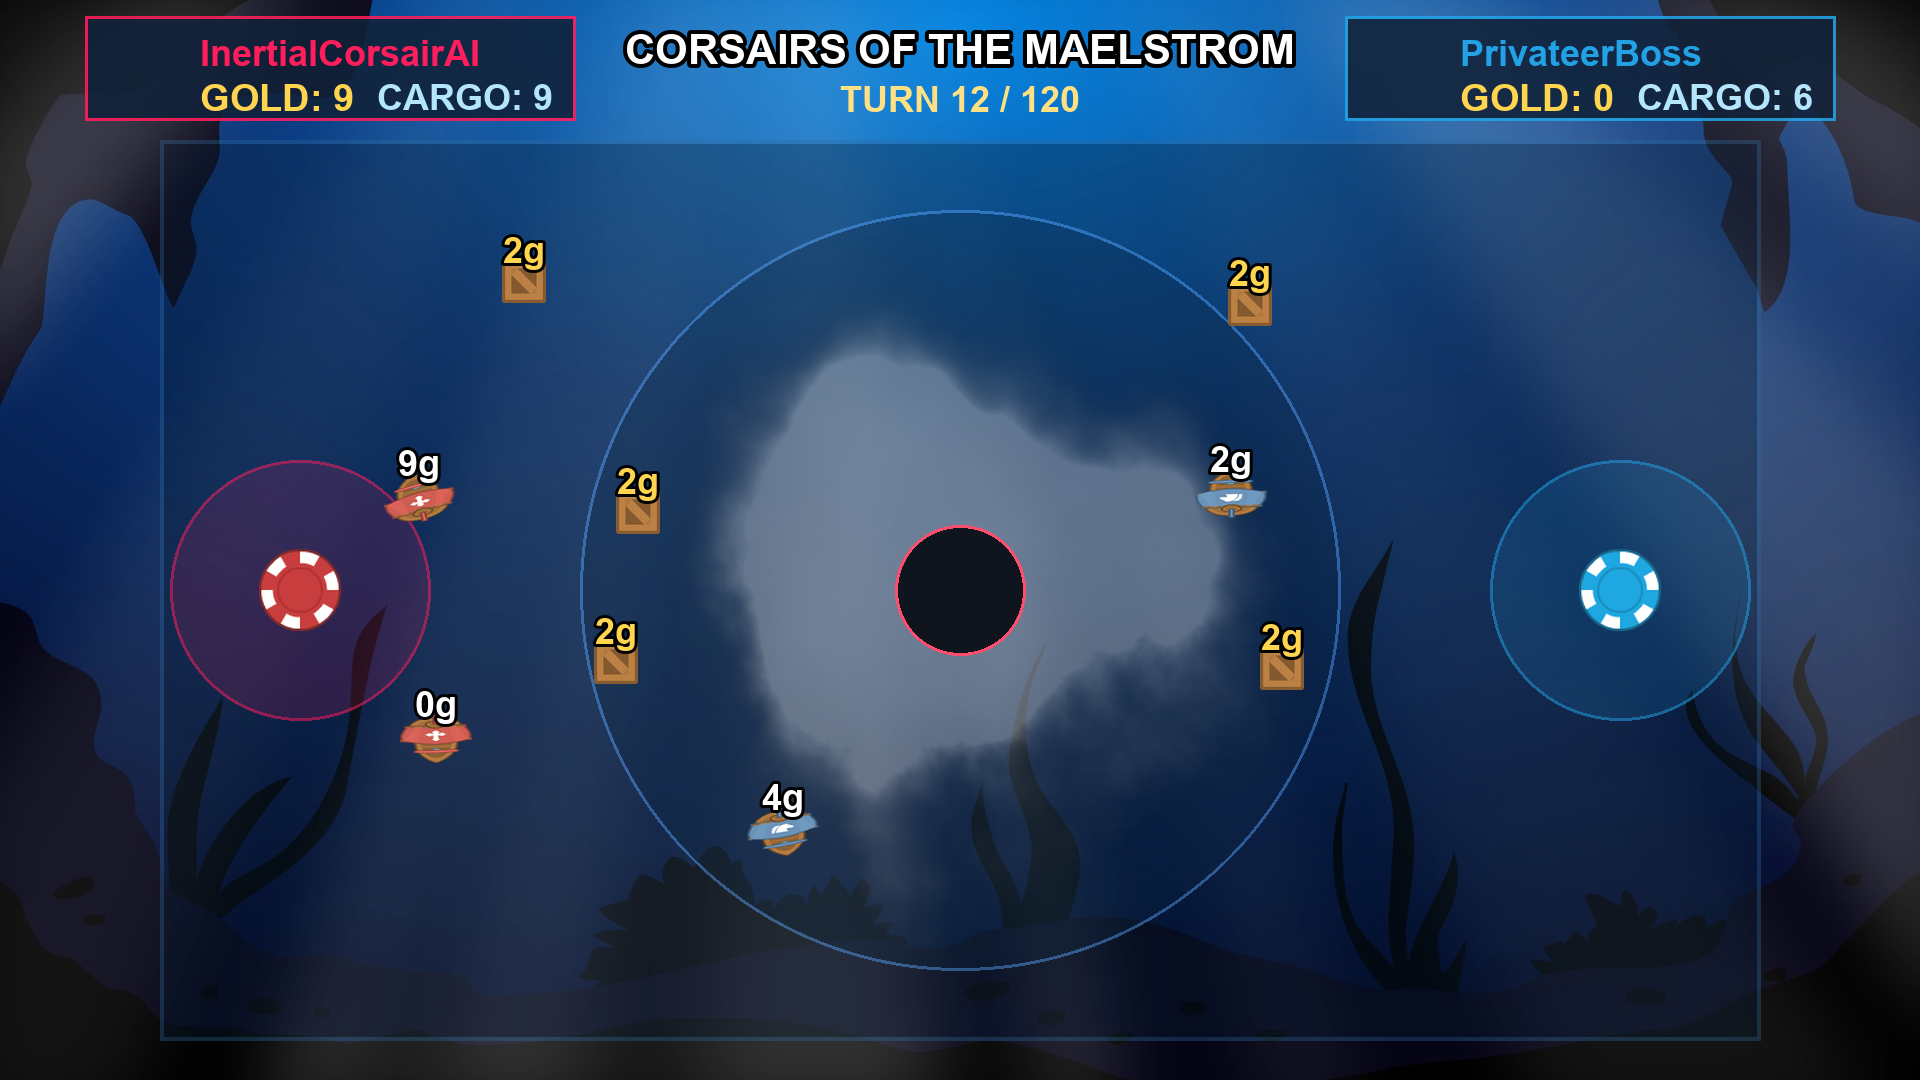 InertialCorsairAI
GOLD: 9 CARGO: 9
CORSAIRS OF THE MAELSTROM
TURN 12 / 120
PrivateerBoss
GOLD: 0 CARGO: 6
2g
2g
9g
2g
2g
2g
2g
0g
4g